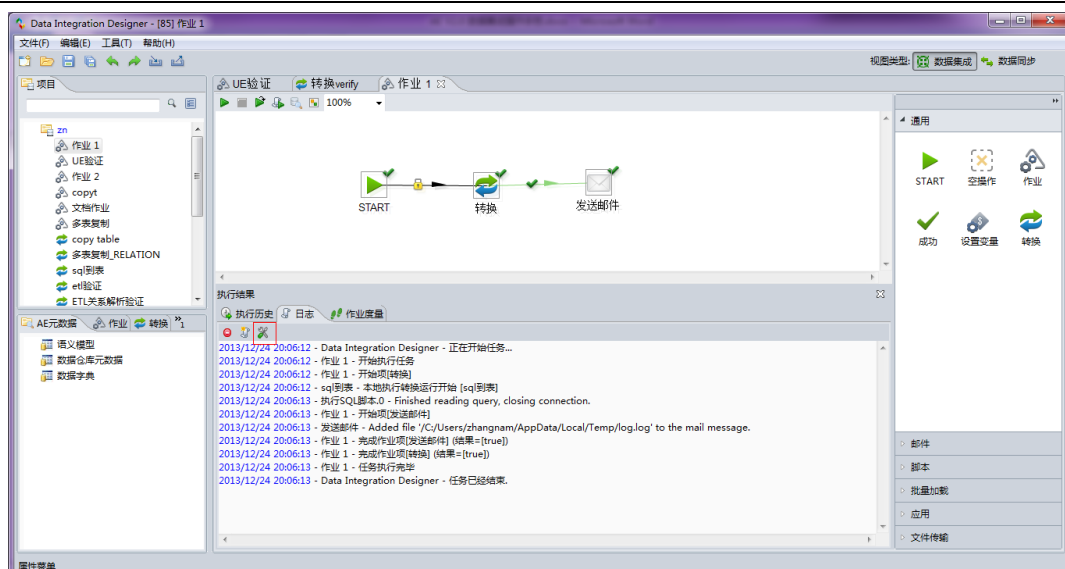 Data Integration Designer - [85] 作业 1
文件(F) 编辑(E) 工具(T) 帮助(H)
视图类型: 数据集成 数据同步
项目
UE验证 转换verify 作业 1
100%
zn
作业 1
UE验证
作业 2
copyt
文档作业
多表复制
copy table
多表复制_RELATION
sql到表
etl验证
ETL关系解析验证
START 转换 发送邮件
通用
START 空操作 作业
成功 设置变量 转换
邮件
脚本
批量加载
应用
文件传输
AE元数据 作业 转换 »1
语义模型
数据仓库元数据
数据字典
执行结果
执行历史 日志 作业度量
2013/12/24 20:06:12 - Data Integration Designer - 正在开始任务...
2013/12/24 20:06:12 - 作业 1 - 开始执行任务
2013/12/24 20:06:12 - 作业 1 - 开始项[转换]
2013/12/24 20:06:12 - sql到表 - 本地执行转换运行开始 [sql到表]
2013/12/24 20:06:13 - 执行SQL脚本.0 - Finished reading query, closing connection.
2013/12/24 20:06:13 - 作业 1 - 开始项[发送邮件]
2013/12/24 20:06:13 - 发送邮件 - Added file '/C:/Users/zhangnam/AppData/Local/Temp/log.log' to the mail message.
2013/12/24 20:06:13 - 作业 1 - 完成作业项[发送邮件] (结果=[true])
2013/12/24 20:06:13 - 作业 1 - 完成作业项[转换] (结果=[true])
2013/12/24 20:06:13 - 作业 1 - 任务执行完毕
2013/12/24 20:06:13 - Data Integration Designer - 任务已经结束.
属性菜单